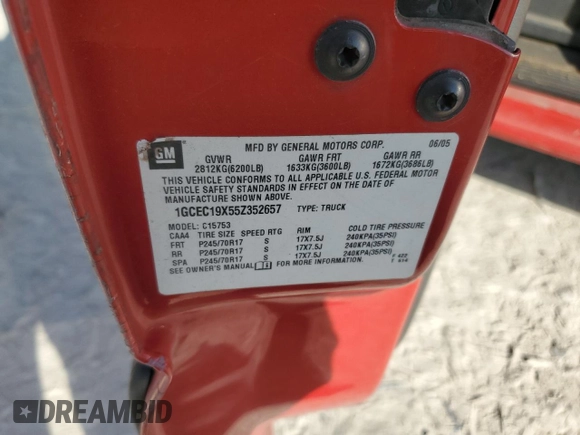 MFD BY GENERAL MOTORS CORP. 06/05
GM
GVWR GAWR FRT GAWR RR
2812KG(6200LB) 1633KG(3600LB) 1672KG(3686LB)
THIS VEHICLE CONFORMS TO ALL APPLICABLE U.S. FEDERAL MOTOR
VEHICLE SAFETY STANDARDS IN EFFECT ON THE DATE OF
MANUFACTURE SHOWN ABOVE.
1GCEC19X55Z352657 TYPE: TRUCK
MODEL: C15753
CAA4 TIRE SIZE SPEED RTG RIM COLD TIRE PRESSURE
FRT P245/70R17 S 17X7.5J 240KPA(35PSI)
RR P245/70R17 S 17X7.5J 240KPA(35PSI)
SPA P245/70R17 S 17X7.5J 240KPA(35PSI)
SEE OWNER'S MANUAL FOR MORE INFORMATION.
DREAMBID